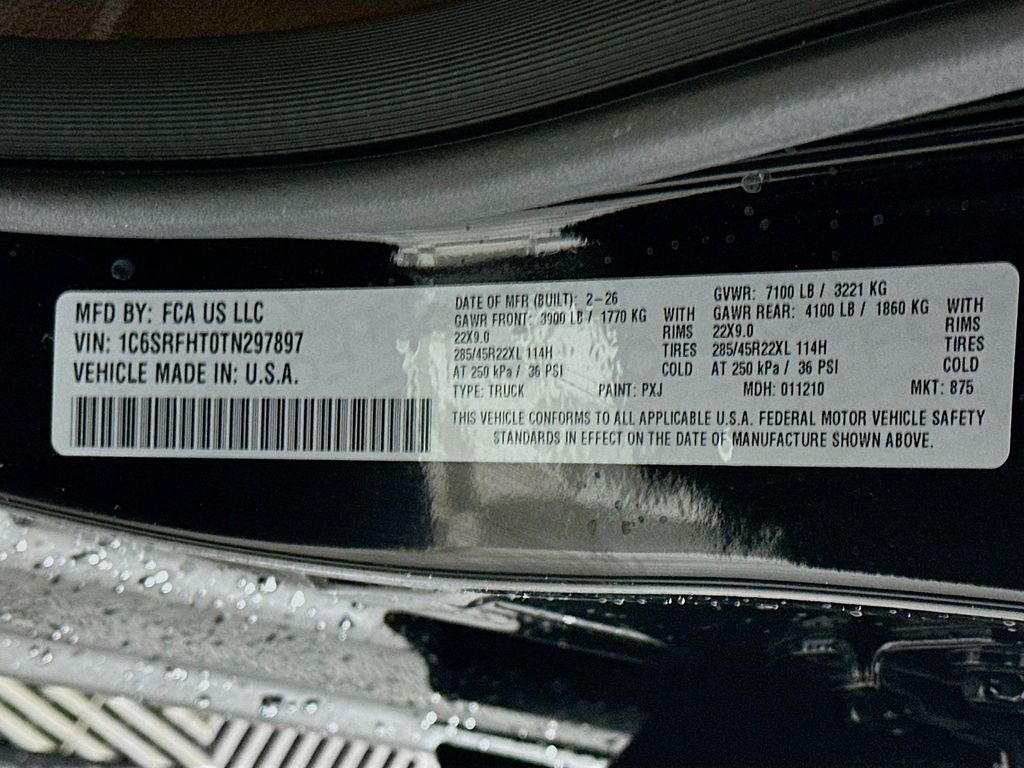 MFD BY: FCA US LLC
VIN: 1C6SRFHT0TN297897
VEHICLE MADE IN: U.S.A.
DATE OF MFR (BUILT): 2-26
GAWR FRONT: 3900 LB / 1770 KG WITH
RIMS
22X9.0
285/45R22XL 114H TIRES
AT 250 kPa / 36 PSI COLD
GVWR: 7100 LB / 3221 KG
GAWR REAR: 4100 LB / 1860 KG WITH
RIMS
22X9.0
285/45R22XL 114H TIRES
AT 250 kPa / 36 PSI COLD
TYPE: TRUCK PAINT: PXJ MDH: 011210 MKT: 875
THIS VEHICLE CONFORMS TO ALL APPLICABLE U.S.A. FEDERAL MOTOR VEHICLE SAFETY
STANDARDS IN EFFECT ON THE DATE OF MANUFACTURE SHOWN ABOVE.